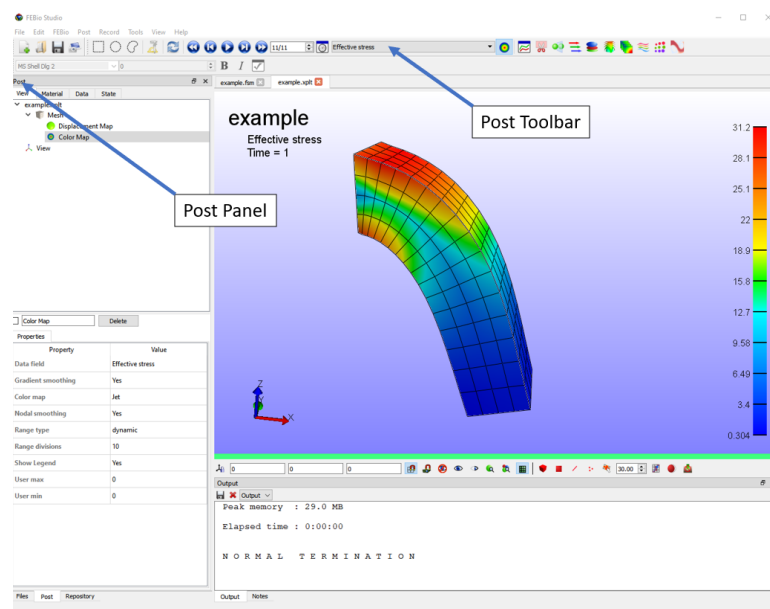 FEBio Studio
File Edit FEBio Post Record Tools View Help
11/11 Effective stress
MS Shell Dlg 2 0 B I
Post
View Material Data State
example.xplt
Mesh
Displacement Map
Color Map
View
example.fsm example.xplt
example
Effective stress
Time = 1
Post Toolbar
Post Panel
31.2
28.1
25.1
22
18.9
15.8
12.7
9.58
6.49
3.4
0.304
Z
Y
X
Color Map Delete
Properties
Property Value
Data field Effective stress
Gradient smoothing Yes
Color map Jet
Nodal smoothing Yes
Range type dynamic
Range divisions 10
Show Legend Yes
User max 0
User min 0
0 0 0 30.00
Output
Output
Peak memory : 29.0 MB
Elapsed time : 0:00:00
N O R M A L T E R M I N A T I O N
Files Post Repository
Output Notes